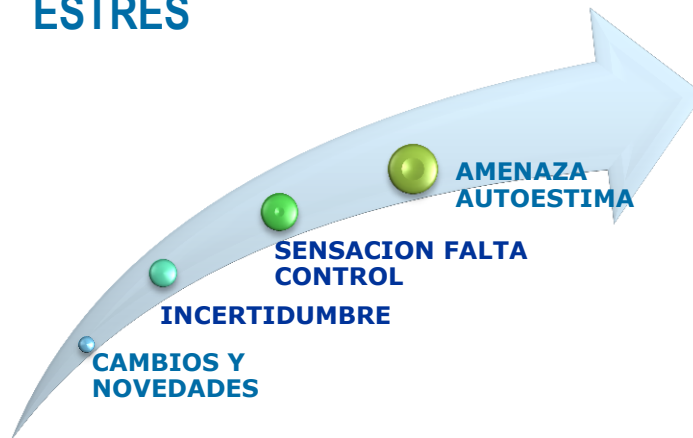 ESTRES
AMENAZA
AUTOESTIMA
SENSACION FALTA
CONTROL
INCERTIDUMBRE
CAMBIOS Y
NOVEDADES